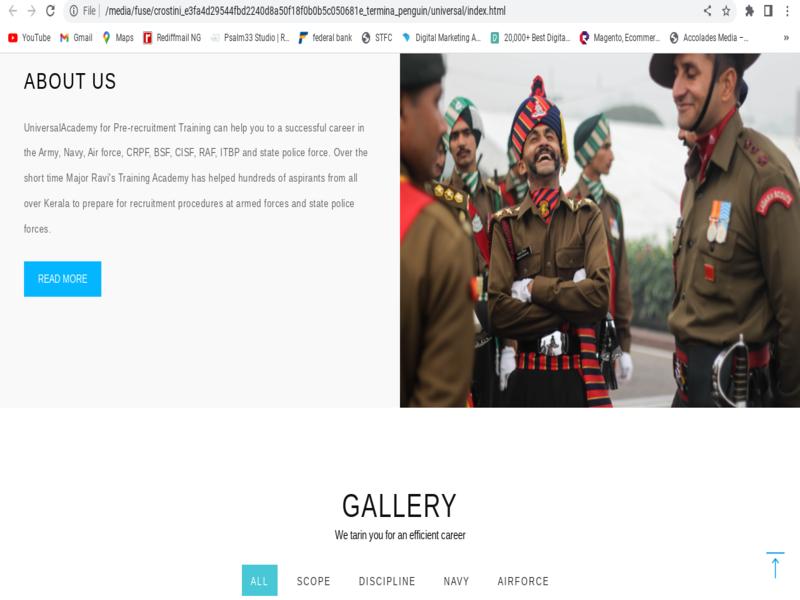 File | /media/fuse/crostini_e3fa4d29544fbd2240d8a50f18f0b0b5c050681e_termina_penguin/universal/index.html
YouTube Gmail Maps Rediffmail NG Psalm33 Studio | R... federal bank STFC Digital Marketing A... 20,000+ Best Digita... Magento, Ecommer... Accolades Media –... »
ABOUT US
UniversalAcademy for Pre-recruitment Training can help you to a successful career in
the Army, Navy, Air force, CRPF, BSF, CISF, RAF, ITBP and state police force. Over the
short time Major Ravi's Training Academy has helped hundreds of aspirants from all
over Kerala to prepare for recruitment procedures at armed forces and state police
forces.
READ MORE
LADAKH SCOUTS
GALLERY
We tarin you for an efficient career
ALL SCOPE DISCIPLINE NAVY AIRFORCE